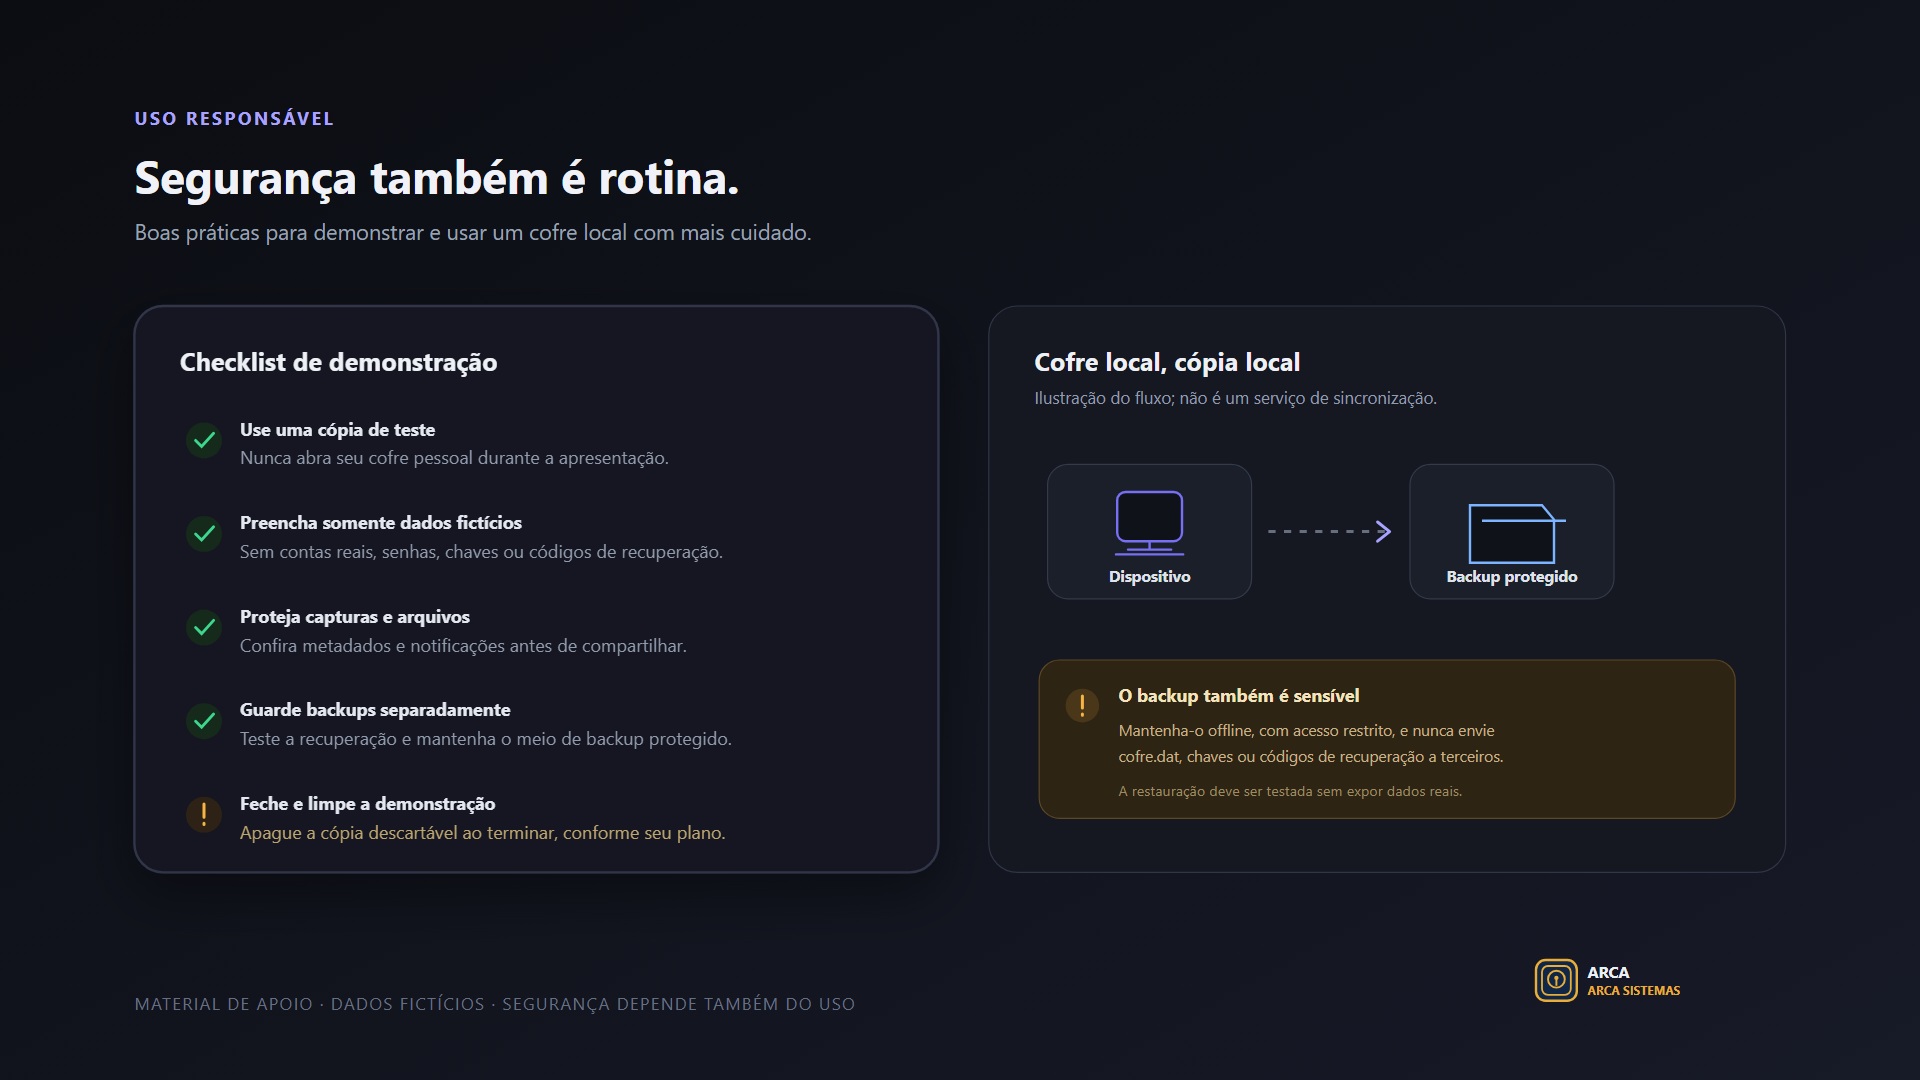 USO RESPONSÁVEL
Segurança também é rotina.
Boas práticas para demonstrar e usar um cofre local com mais cuidado.
Checklist de demonstração
Use uma cópia de teste
Nunca abra seu cofre pessoal durante a apresentação.
Preencha somente dados fictícios
Sem contas reais, senhas, chaves ou códigos de recuperação.
Proteja capturas e arquivos
Confira metadados e notificações antes de compartilhar.
Guarde backups separadamente
Teste a recuperação e mantenha o meio de backup protegido.
Feche e limpe a demonstração
Apague a cópia descartável ao terminar, conforme seu plano.
Cofre local, cópia local
Ilustração do fluxo; não é um serviço de sincronização.
Dispositivo
Backup protegido
O backup também é sensível
Mantenha-o offline, com acesso restrito, e nunca envie
cofre.dat, chaves ou códigos de recuperação a terceiros.
A restauração deve ser testada sem expor dados reais.
MATERIAL DE APOIO · DADOS FICTÍCIOS · SEGURANÇA DEPENDE TAMBÉM DO USO
ARCA
ARCA SISTEMAS